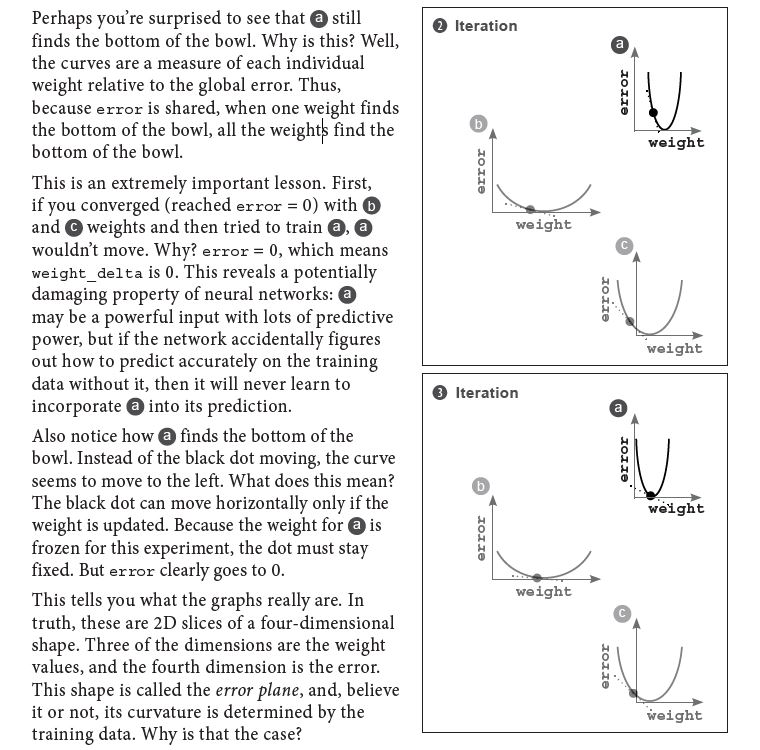 Perhaps you're surprised to see that a still
finds the bottom of the bowl. Why is this? Well,
the curves are a measure of each individual
weight relative to the global error. Thus,
because error is shared, when one weight finds
the bottom of the bowl, all the weights find the
bottom of the bowl.
This is an extremely important lesson. First,
if you converged (reached error = 0) with b
and c weights and then tried to train a, a
wouldn't move. Why? error = 0, which means
weight_delta is 0. This reveals a potentially
damaging property of neural networks: a
may be a powerful input with lots of predictive
power, but if the network accidentally figures
out how to predict accurately on the training
data without it, then it will never learn to
incorporate a into its prediction.
Also notice how a finds the bottom of the
bowl. Instead of the black dot moving, the curve
seems to move to the left. What does this mean?
The black dot can move horizontally only if the
weight is updated. Because the weight for a is
frozen for this experiment, the dot must stay
fixed. But error clearly goes to 0.
This tells you what the graphs really are. In
truth, these are 2D slices of a four-dimensional
shape. Three of the dimensions are the weight
values, and the fourth dimension is the error.
This shape is called the error plane, and, believe
it or not, its curvature is determined by the
training data. Why is that the case?
2 Iteration
a
error
weight
b
error
weight
c
error
weight
3 Iteration
a
error
weight
b
error
weight
c
error
weight